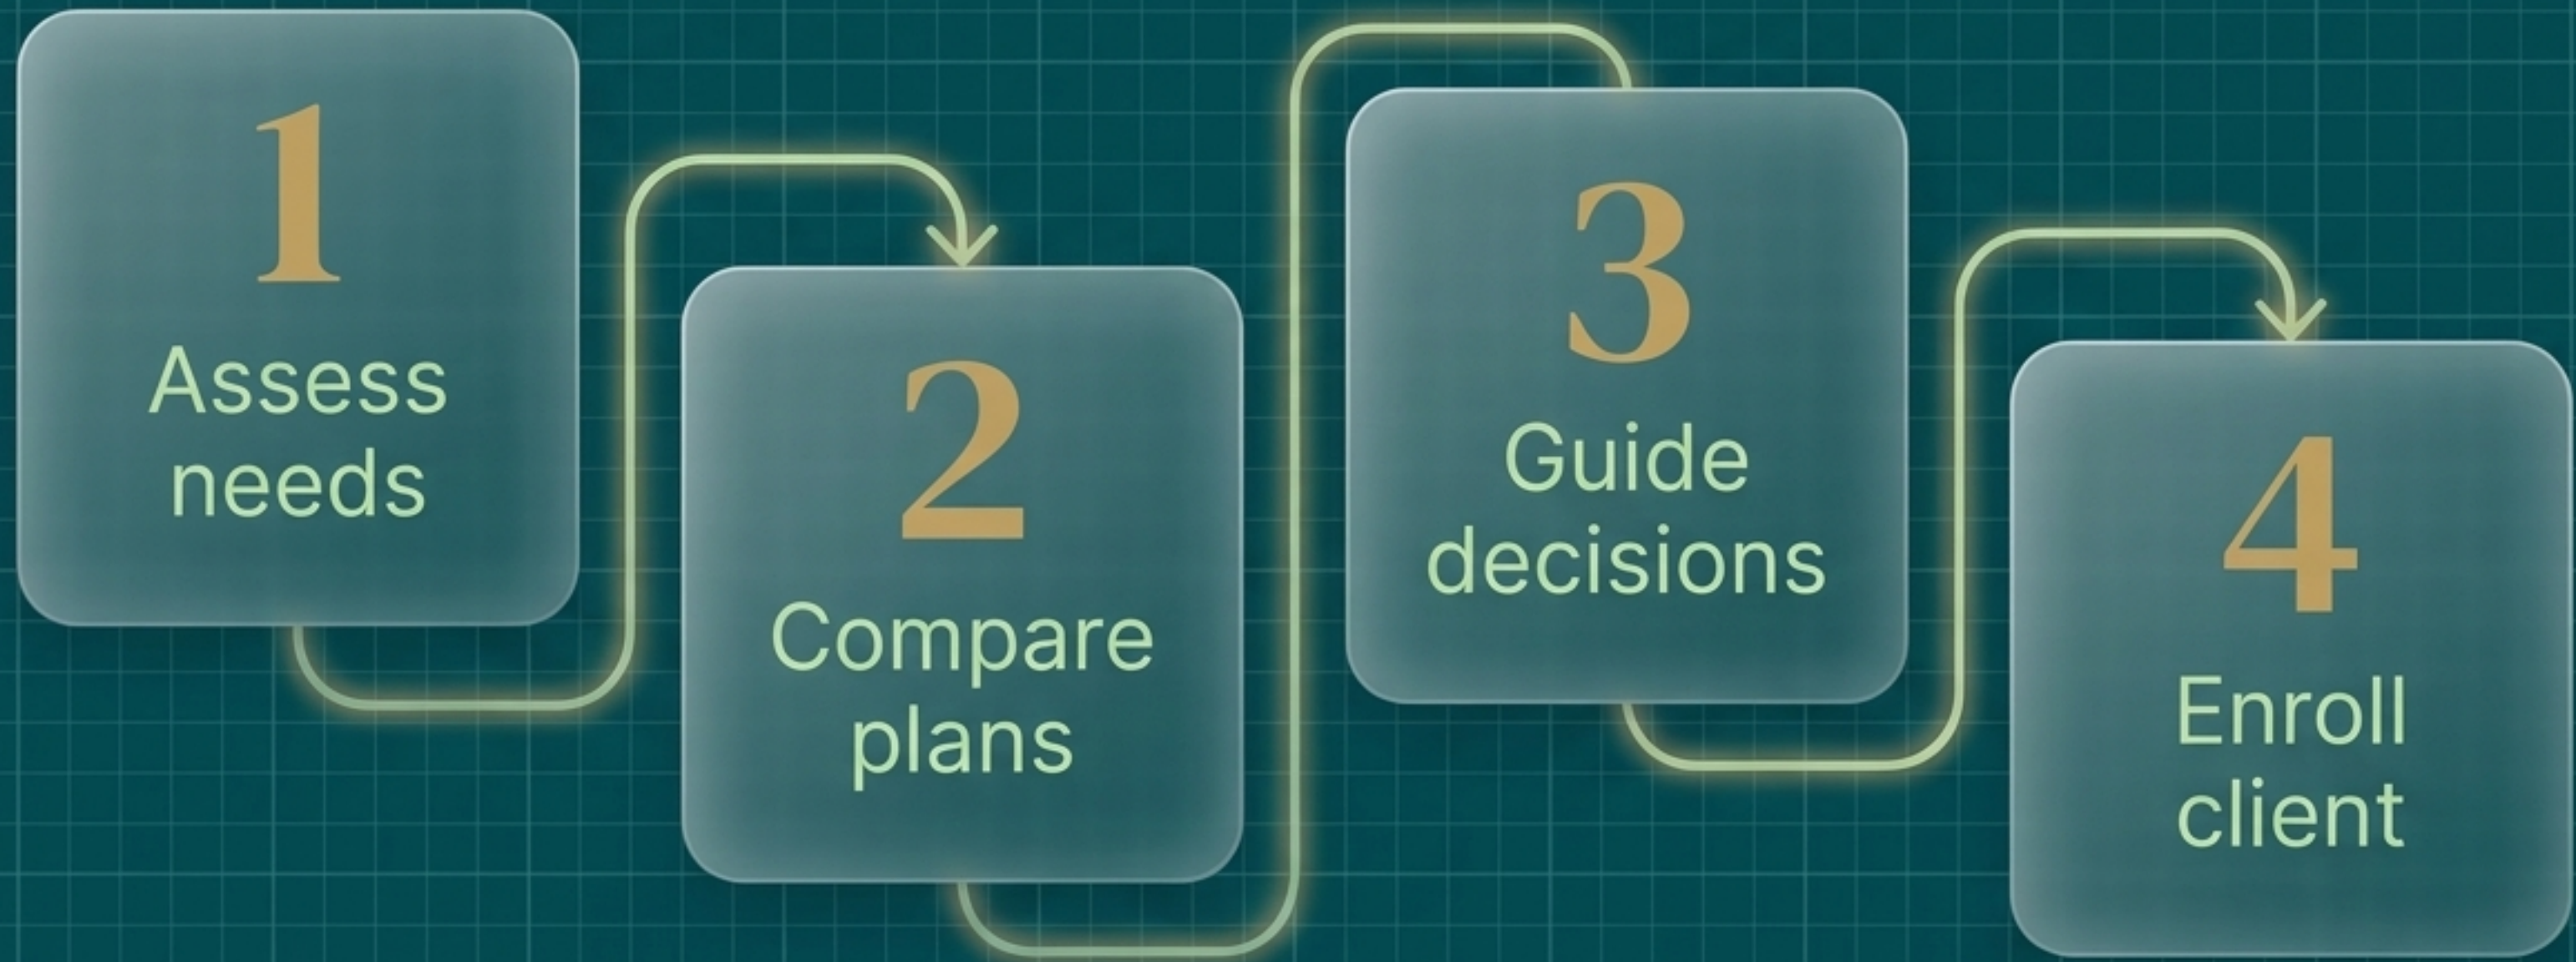 1
Assess
needs
2
Compare
plans
3
Guide
decisions
4
Enroll
client